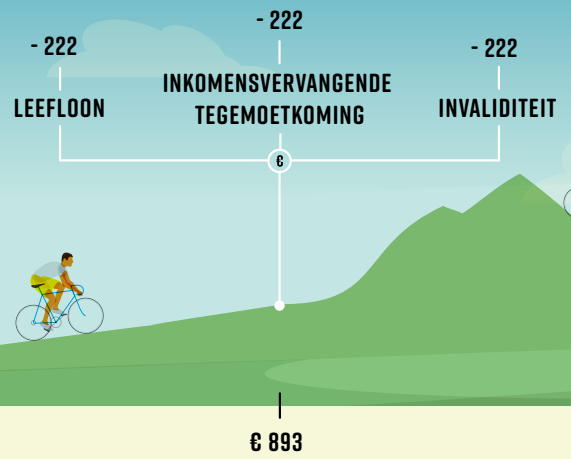 - 222
- 222
- 222
LEEFLOON
INKOMENSVERVANGENDE
TEGEMOETKOMING
INVALIDITEIT
€
€ 893